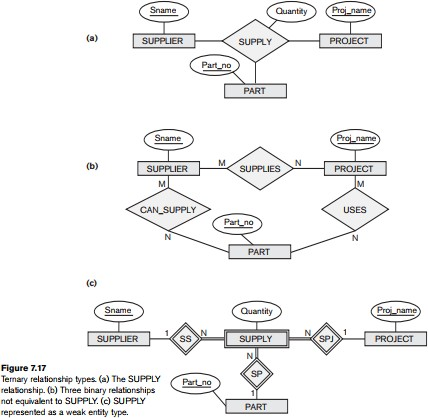 Sname
Quantity
Proj_name
(a)
SUPPLIER
SUPPLY
PROJECT
Part_no
PART
Sname
Proj_name
(b)
SUPPLIER
M
SUPPLIES
N
PROJECT
M
M
CAN_SUPPLY
Part_no
USES
N
N
PART
(c)
Sname
Quantity
Proj_name
SUPPLIER
1
SS
N
SUPPLY
N
SPJ
1
PROJECT
N
Part_no
SP
1
PART
Figure 7.17
Ternary relationship types. (a) The SUPPLY
relationship. (b) Three binary relationships
not equivalent to SUPPLY. (c) SUPPLY
represented as a weak entity type.